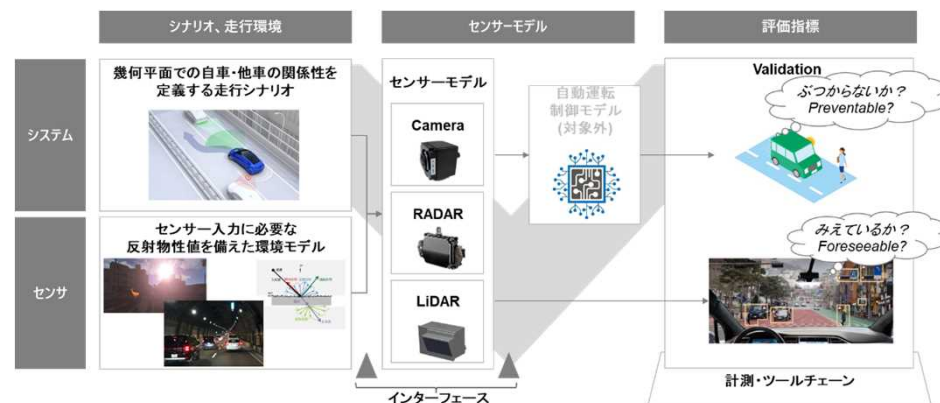 シナリオ、走行環境
センサーモデル
評価指標
システム
幾何平面での自車・他車の関係性を
定義する走行シナリオ
センサーモデル
Camera
RADAR
LiDAR
自動運転
制御モデル
(対象外)
Validation
ぶつからないか？
Preventable?
センサ
センサー入力に必要な
反射物性値を備えた環境モデル
みえているか？
Foreseeable?
インターフェース
計測・ツールチェーン